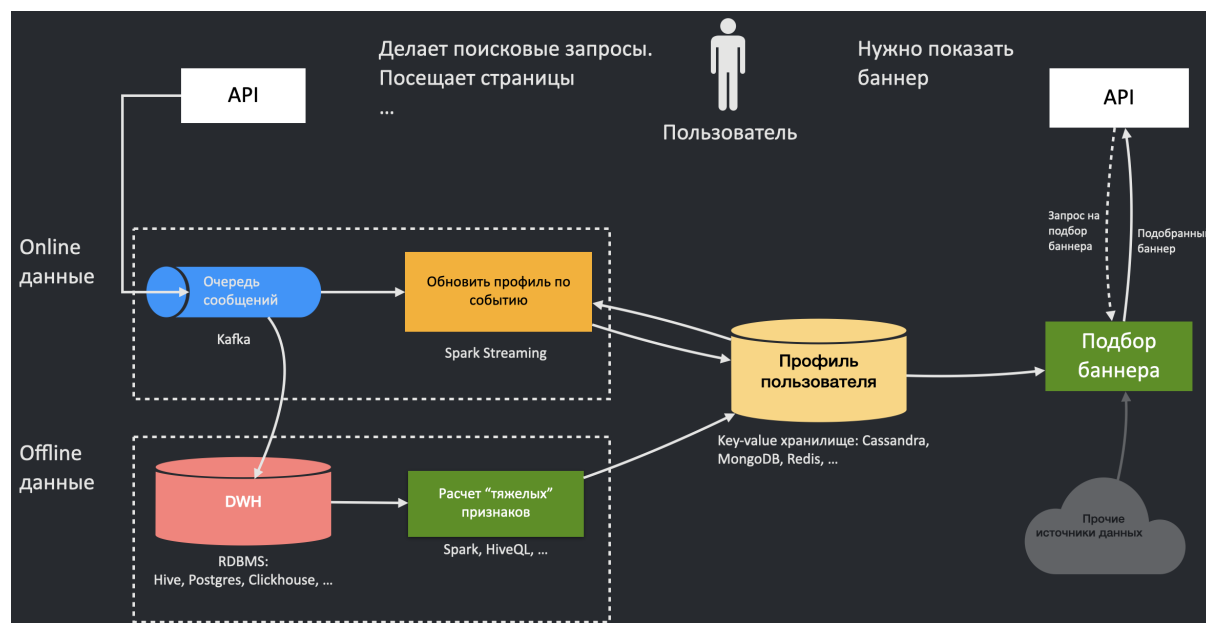 API
Делает поисковые запросы.
Посещает страницы
...
Пользователь
Нужно показать
баннер
API
Запрос на
подбор
баннера
Подобранны
баннер
Online
данные
Очередь
сообщений
Kafka
Обновить профиль по
событию
Spark Streaming
Профиль
пользователя
Key-value хранилище: Cassandra,
MongoDB, Redis, ...
Подбор
баннера
Offline
данные
DWH
RDBMS:
Hive, Postgres, Clickhouse, ...
Расчет “тяжелых”
признаков
Spark, HiveQL, ...
Прочие
источники данных